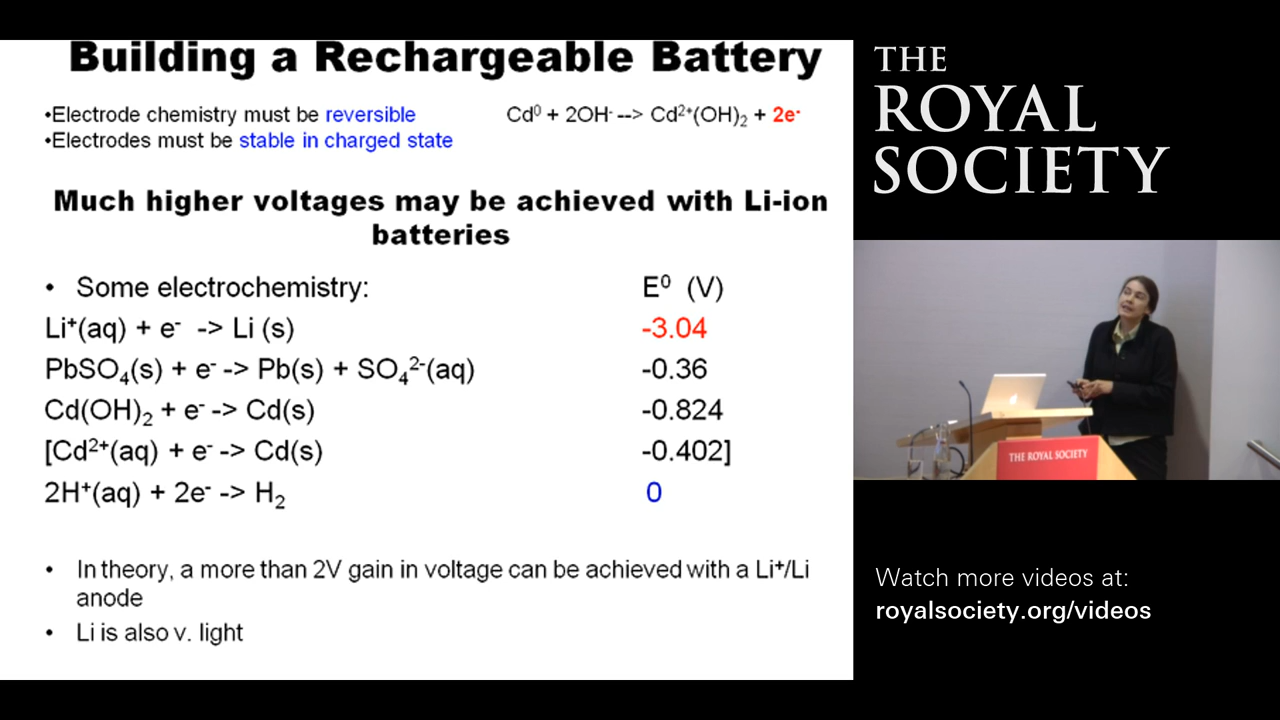 Building a Rechargeable Battery
•Electrode chemistry must be reversible
Cd⁰ + 2OH⁻ --> Cd²⁺(OH)₂ + 2e⁻
•Electrodes must be stable in charged state
Much higher voltages may be achieved with Li-ion
batteries
• Some electrochemistry: E⁰ (V)
Li⁺(aq) + e⁻ -> Li (s) -3.04
PbSO₄(s) + e⁻ -> Pb(s) + SO₄²⁻(aq) -0.36
Cd(OH)₂ + e⁻ -> Cd(s) -0.824
[Cd²⁺(aq) + e⁻ -> Cd(s) -0.402]
2H⁺(aq) + 2e⁻ -> H₂ 0
• In theory, a more than 2V gain in voltage can be achieved with a Li⁺/Li
anode
• Li is also v. light
THE
ROYAL
SOCIETY
THE ROYAL SOCIETY
Watch more videos at:
royalsociety.org/videos